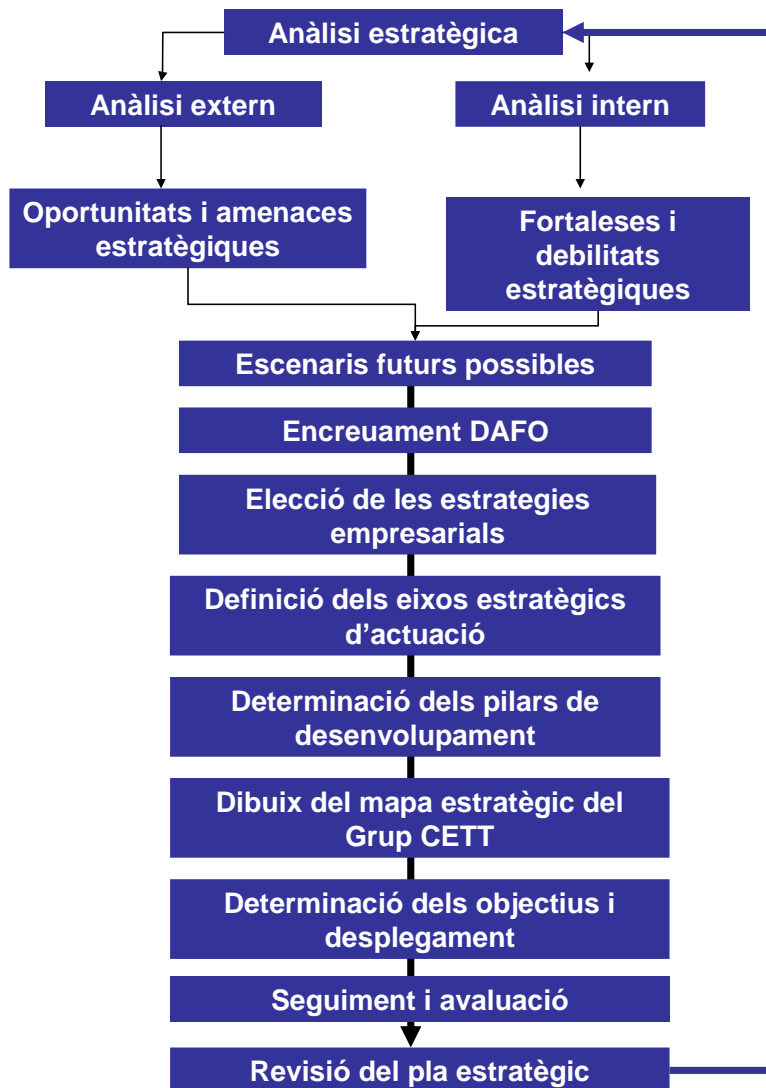 Anàlisi estratègica
Anàlisi extern
Anàlisi intern
Oportunitats i amenaces
estratègiques
Fortaleses i
debilitats
estratègiques
Escenaris futurs possibles
Encreuament DAFO
Elecció de les estrategies
empresarials
Definició dels eixos estratègics
d’actuació
Determinació dels pilars de
desenvolupament
Dibuix del mapa estratègic del
Grup CETT
Determinació dels objectius i
desplegament
Seguiment i avaluació
Revisió del pla estratègic